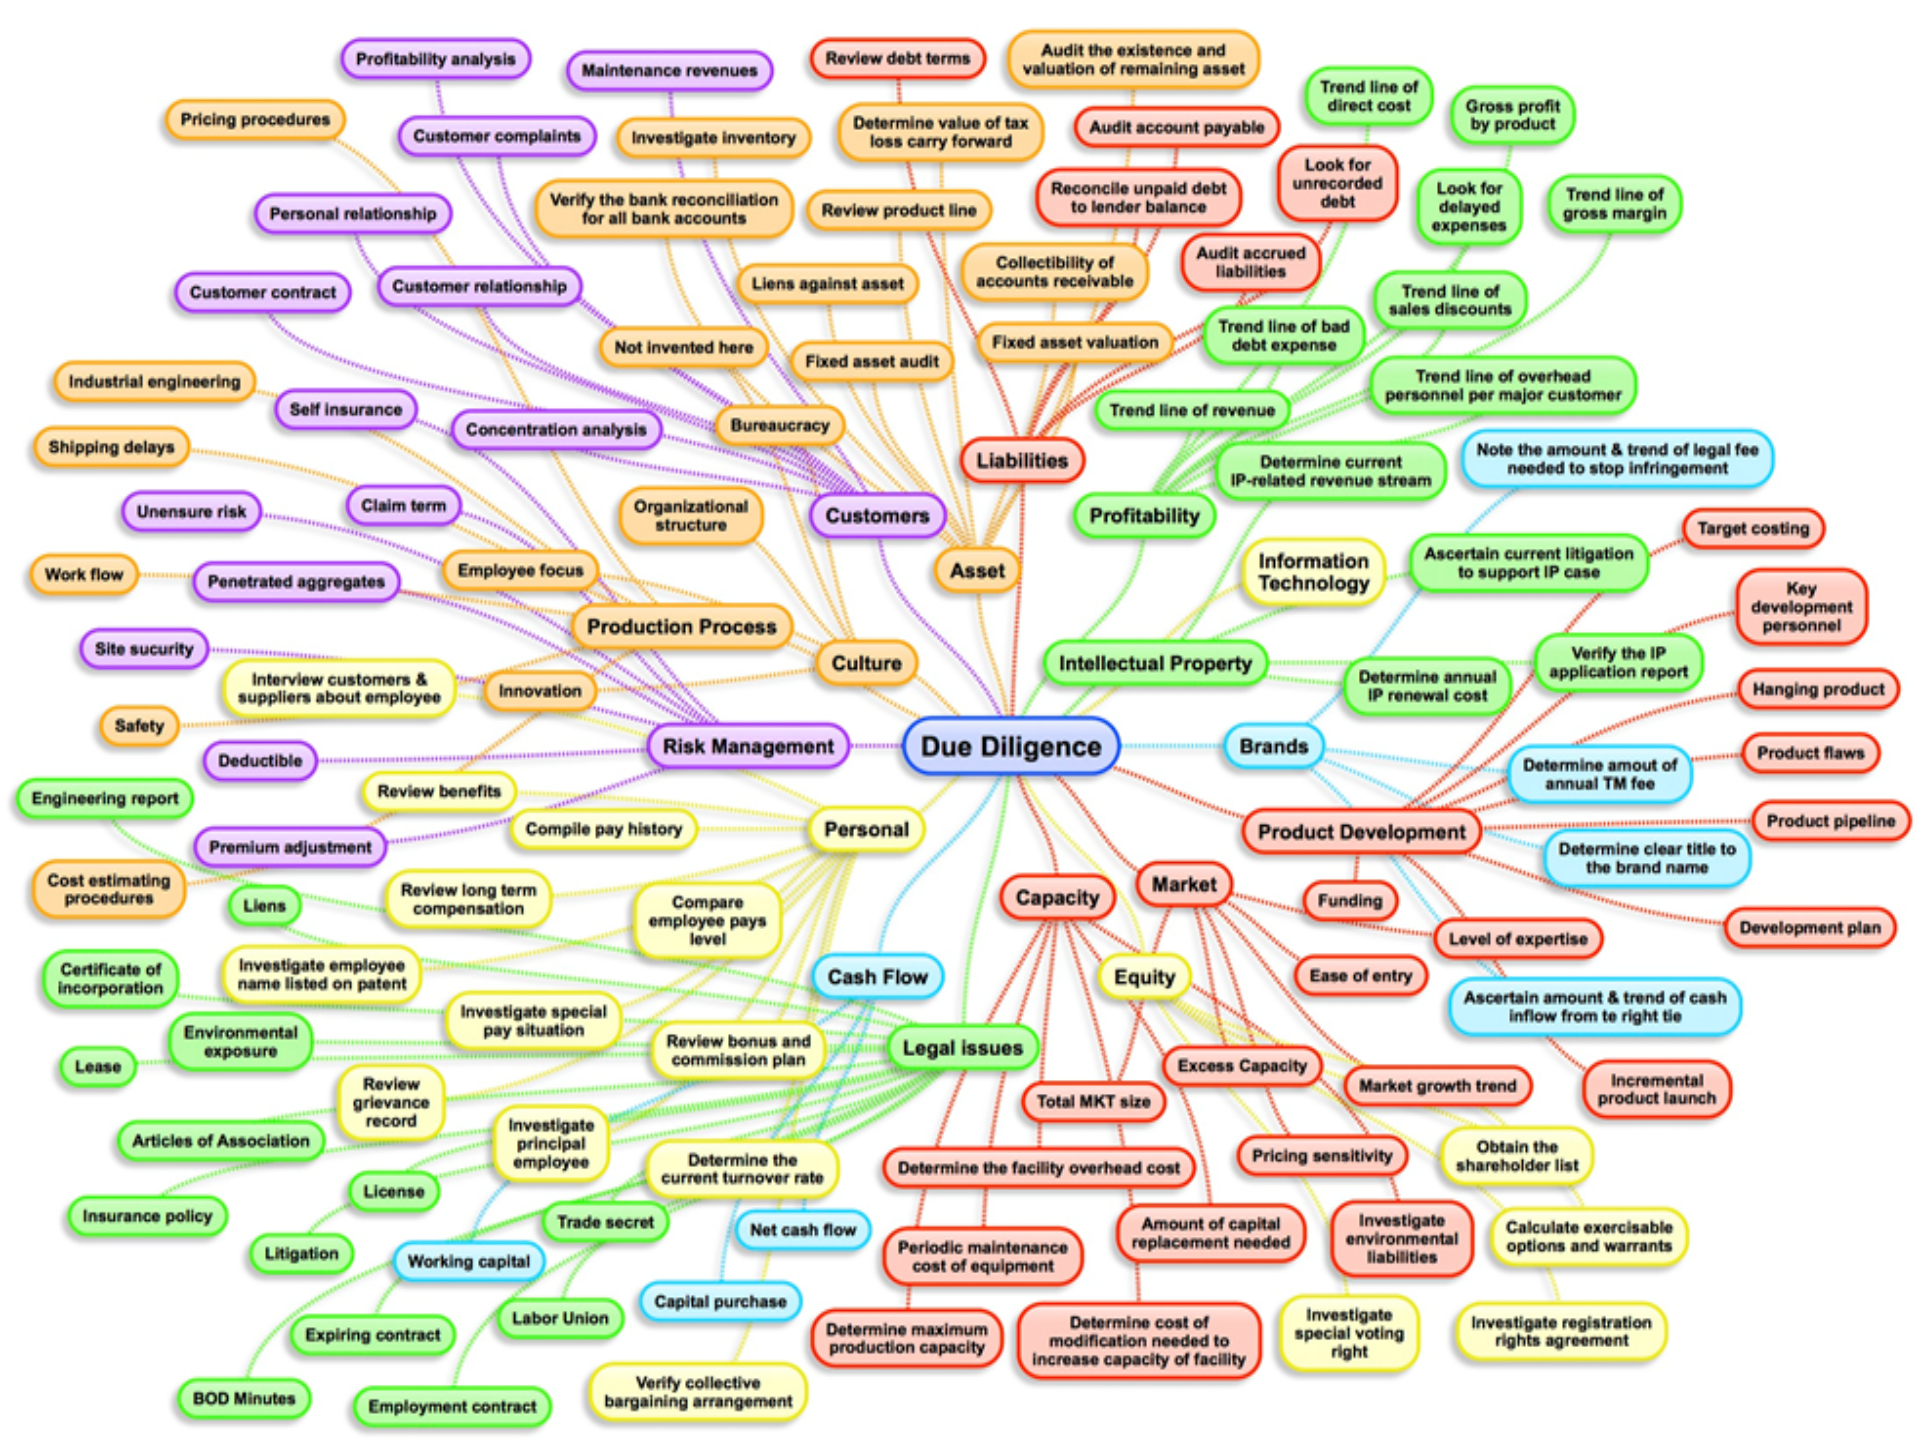 Profitability analysis
Maintenance revenues
Review debt terms
Audit the existence and
valuation of remaining asset
Trend line of
direct cost
Gross profit
by product
Pricing procedures
Customer complaints
Investigate inventory
Determine value of tax
loss carry forward
Audit account payable
Look for
unrecorded
debt
Look for
delayed
expenses
Trend line of
gross margin
Personal relationship
Verify the bank reconciliation
for all bank accounts
Review product line
Reconcile unpaid debt
to lender balance
Audit accrued
liabilities
Customer contract
Customer relationship
Liens against asset
Collectibility of
accounts receivable
Trend line of
sales discounts
Not invented here
Fixed asset audit
Fixed asset valuation
Trend line of bad
debt expense
Industrial engineering
Self insurance
Concentration analysis
Bureaucracy
Trend line of revenue
Trend line of overhead
personnel per major customer
Shipping delays
Liabilities
Determine current
IP-related revenue stream
Note the amount & trend of legal fee
needed to stop infringement
Unensure risk
Claim term
Organizational
structure
Customers
Profitability
Target costing
Work flow
Penetrated aggregates
Employee focus
Asset
Information
Technology
Ascertain current litigation
to support IP case
Key
development
personnel
Production Process
Site sucurity
Interview customers &
suppliers about employee
Innovation
Culture
Intellectual Property
Determine annual
IP renewal cost
Verify the IP
application report
Hanging product
Safety
Deductible
Risk Management
Due Diligence
Brands
Determine amout of
annual TM fee
Product flaws
Engineering report
Review benefits
Compile pay history
Personal
Product Development
Product pipeline
Premium adjustment
Determine clear title to
the brand name
Cost estimating
procedures
Liens
Review long term
compensation
Compare
employee pays
level
Capacity
Market
Funding
Level of expertise
Development plan
Certificate of
incorporation
Investigate employee
name listed on patent
Cash Flow
Equity
Ease of entry
Ascertain amount & trend of cash
inflow from te right tie
Environmental
exposure
Investigate special
pay situation
Review bonus and
commission plan
Legal issues
Lease
Excess Capacity
Market growth trend
Incremental
product launch
Review
grievance
record
Total MKT size
Articles of Association
Investigate
principal
employee
Determine the
current turnover rate
Determine the facility overhead cost
Pricing sensitivity
Obtain the
shareholder list
Insurance policy
License
Trade secret
Net cash flow
Litigation
Working capital
Periodic maintenance
cost of equipment
Amount of capital
replacement needed
Investigate
environmental
liabilities
Calculate exercisable
options and warrants
Capital purchase
Expiring contract
Labor Union
Determine maximum
production capacity
Determine cost of
modification needed to
increase capacity of facility
Investigate
special voting
right
Investigate registration
rights agreement
BOD Minutes
Employment contract
Verify collective
bargaining arrangement